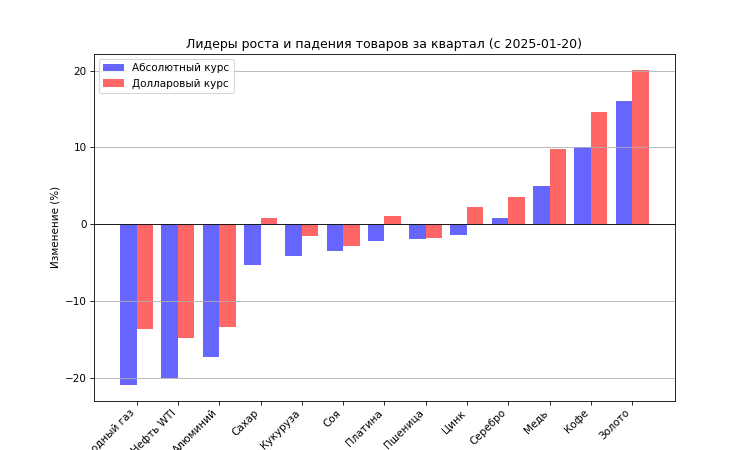 Лидеры роста и падения товаров за квартал (с 2025-01-20)
Абсолютный курс
Долларовый курс
Изменение (%)
20
10
0
−10
−20
одный газ
Нефть WTI
Алюминий
Сахар
Кукуруза
Соя
Платина
Пшеница
Цинк
Серебро
Медь
Кофе
Золото